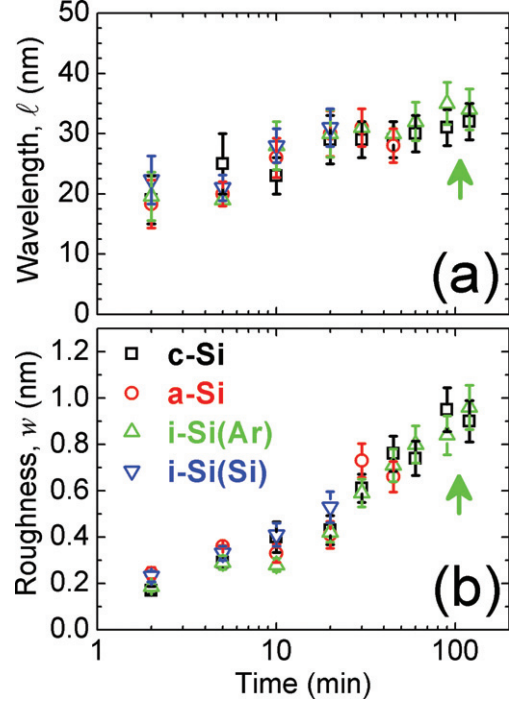 50
40
30
20
10
0
Wavelength, ℓ (nm)
(a)
1.2
1.0
0.8
0.6
0.4
0.2
0.0
Roughness, w (nm)
c-Si
a-Si
i-Si(Ar)
i-Si(Si)
(b)
1
10
100
Time (min)